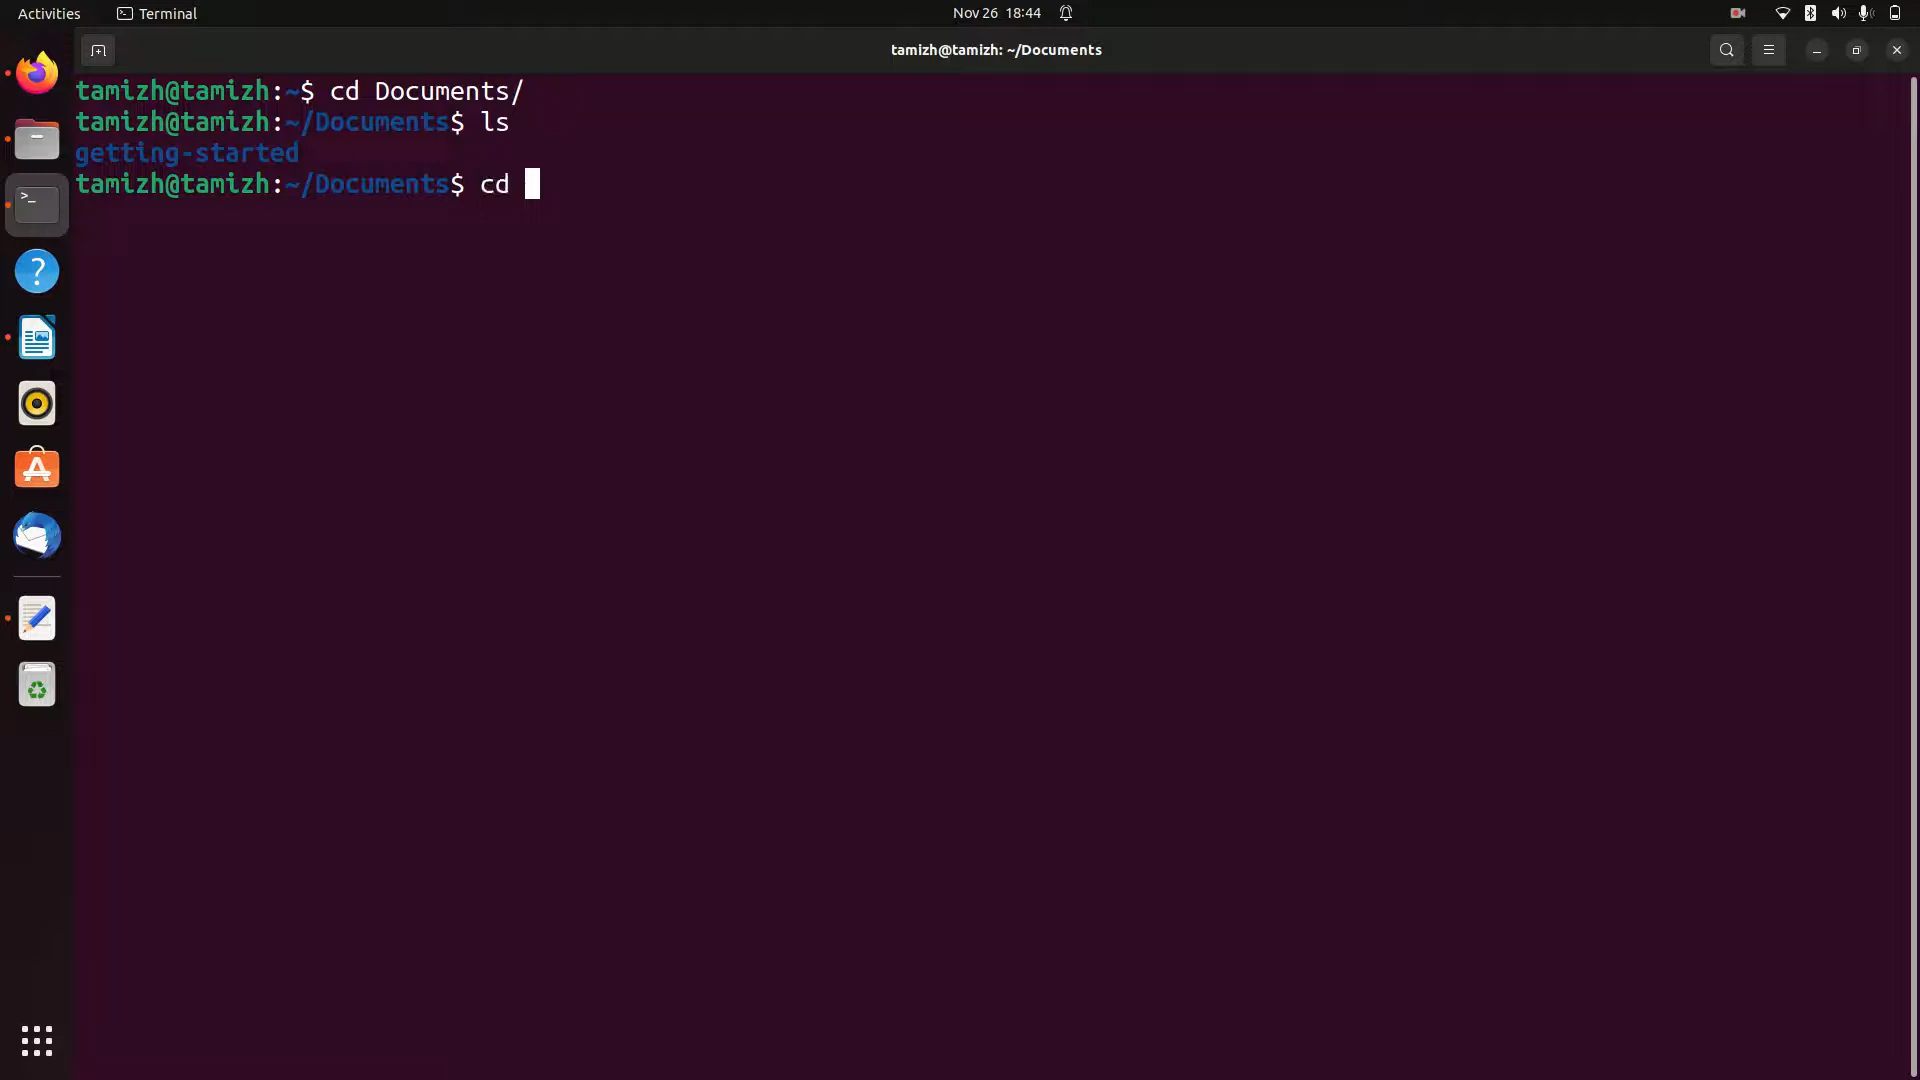 Activities Terminal Nov 26 18:44
tamizh@tamizh: ~/Documents
tamizh@tamizh:~$ cd Documents/
tamizh@tamizh:~/Documents$ ls
getting-started
tamizh@tamizh:~/Documents$ cd